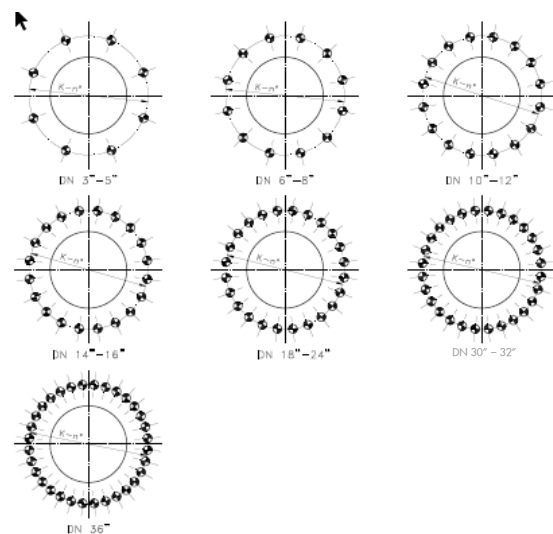 K-n°
K-n°
K-n°
DN 3"-5"
DN 6"-8"
DN 10"-12"
K-n°
K-n°
K-n°
DN 14"-16"
DN 18"-24"
DN 30" - 32"
K-n°
DN 36"